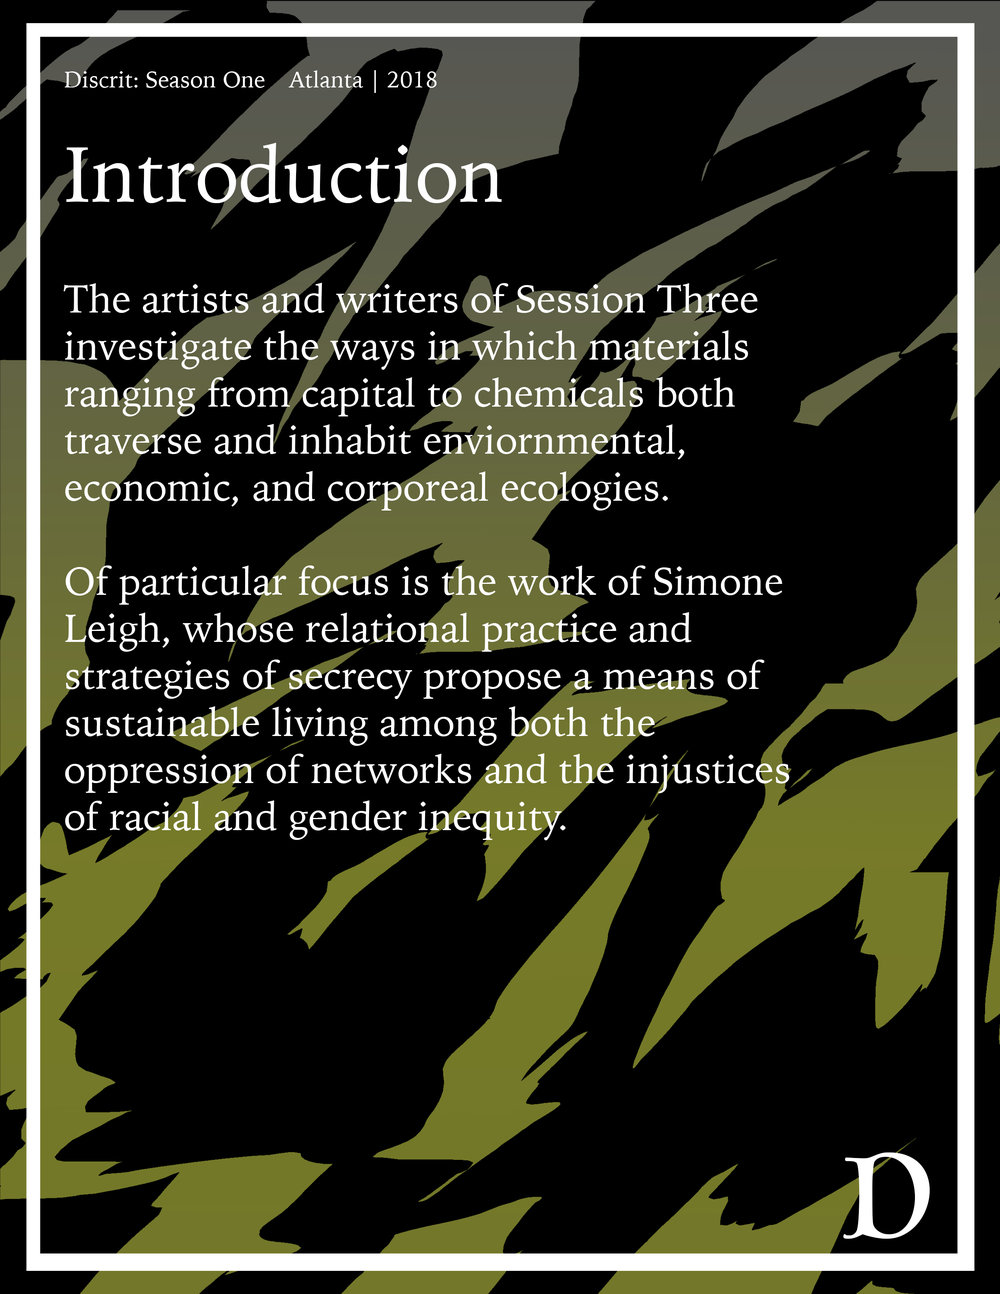 Discrit: Season One Atlanta | 2018
Introduction
The artists and writers of Session Three
investigate the ways in which materials
ranging from capital to chemicals both
traverse and inhabit enviornmental,
economic, and corporeal ecologies.
Of particular focus is the work of Simone
Leigh, whose relational practice and
strategies of secrecy propose a means of
sustainable living among both the
oppression of networks and the injustices
of racial and gender inequity.
D